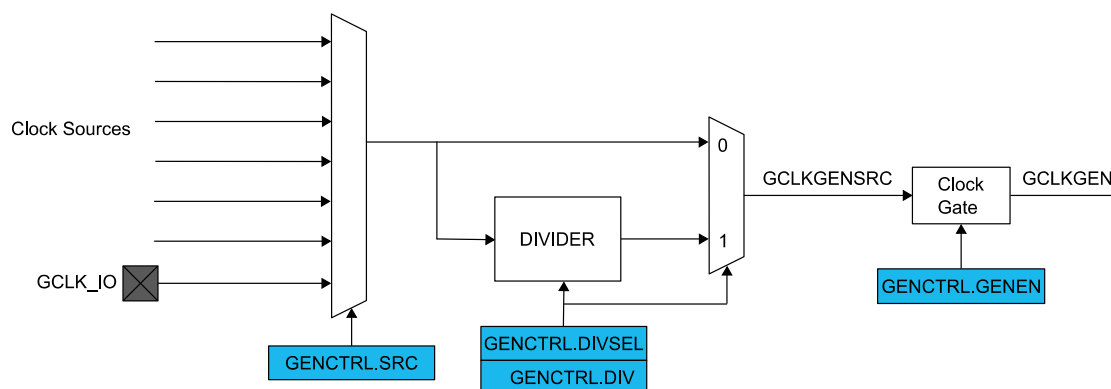 Clock Sources
GCLK_IO
GENCTRL.SRC
DIVIDER
GENCTRL.DIVSEL
GENCTRL.DIV
0
1
GCLKGENSRC
Clock
Gate
GENCTRL.GENEN
GCLKGEN